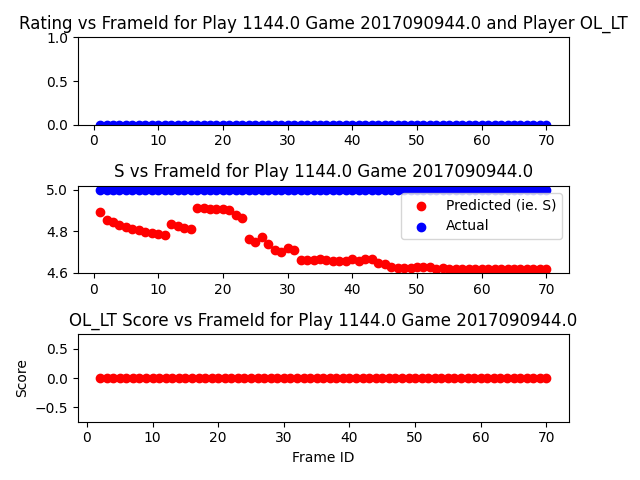 Rating vs FrameId for Play 1144.0 Game 2017090944.0 and Player OL_LT
1.0
0.5
0.0
0 10 20 30 40 50 60 70
S vs FrameId for Play 1144.0 Game 2017090944.0
5.0
4.8
4.6
Predicted (ie. S)
Actual
0 10 20 30 40 50 60 70
OL_LT Score vs FrameId for Play 1144.0 Game 2017090944.0
Score
0.5
0.0
−0.5
0 10 20 30 40 50 60 70
Frame ID